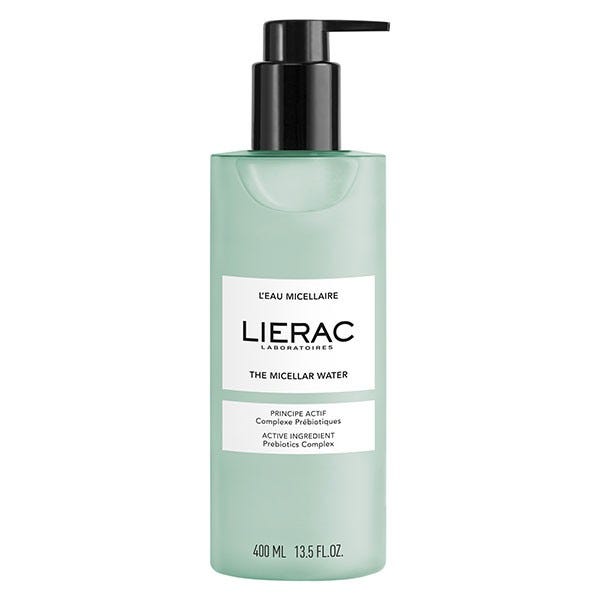 L'EAU MICELLAIRE
LIERAC
LABORATOIRES
THE MICELLAR WATER
PRINCIPE ACTIF
Complexe Prébiotiques
ACTIVE INGREDIENT
Prebiotics Complex
400 ML 13.5 FL.OZ.